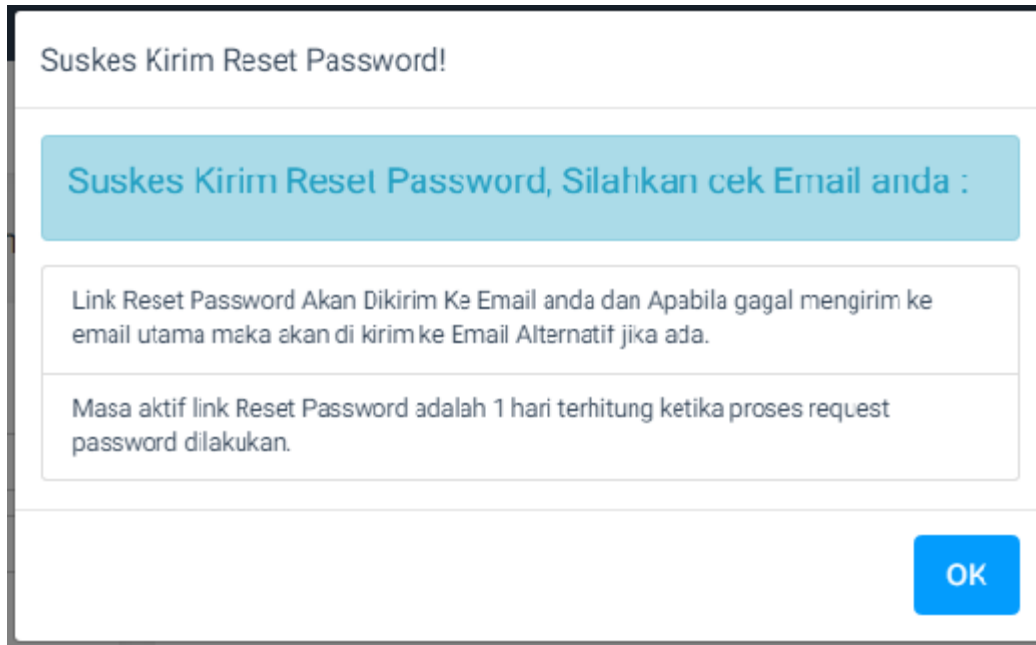 Suskes Kirim Reset Password!
Suskes Kirim Reset Password, Silahkan cek Email anda :
Link Reset Password Akan Dikirim Ke Email anda dan Apabila gagal mengirim ke
email utama maka akan di kirim ke Email Alternatif jika ada.
Masa aktif link Reset Password adalah 1 hari terhitung ketika proses request
password dilakukan.
OK